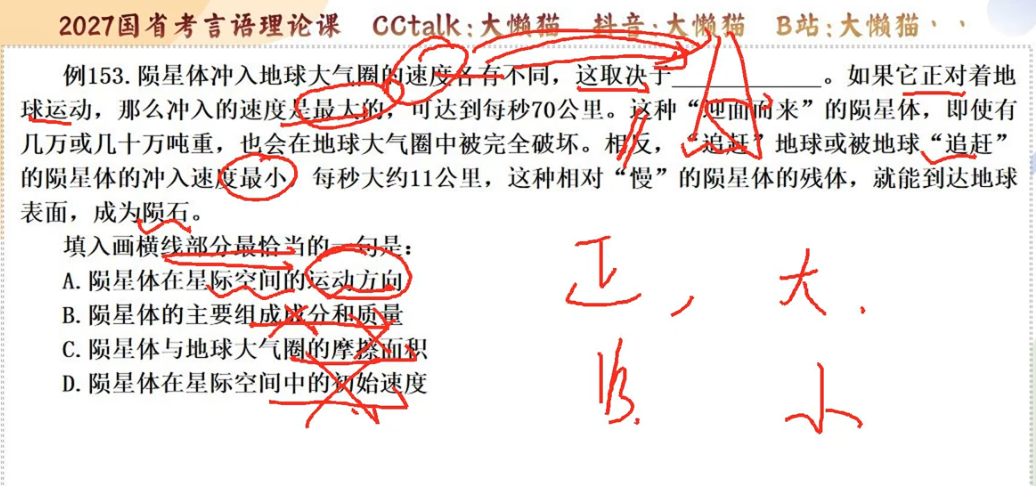 2027国省考言语理论课 CCtalk:大懒猫 抖音:大懒猫 B站:大懒猫
例153.陨星体冲入地球大气圈的速度各有不同，这取决于____________。如果它正对着地
球运动，那么冲入的速度是最大的，可达到每秒70公里。这种“迎面而来”的陨星体，即使有
几万或几十万吨重，也会在地球大气圈中被完全破坏。相反，“追赶”地球或被地球“追赶”
的陨星体的冲入速度最小，每秒大约11公里，这种相对“慢”的陨星体的残体，就能到达地球
表面，成为陨石。
填入画横线部分最恰当的一句是：
A.陨星体在星际空间的运动方向
B.陨星体的主要组成成分和质量
C.陨星体与地球大气圈的摩擦面积
D.陨星体在星际空间中的初始速度
正，大.
小